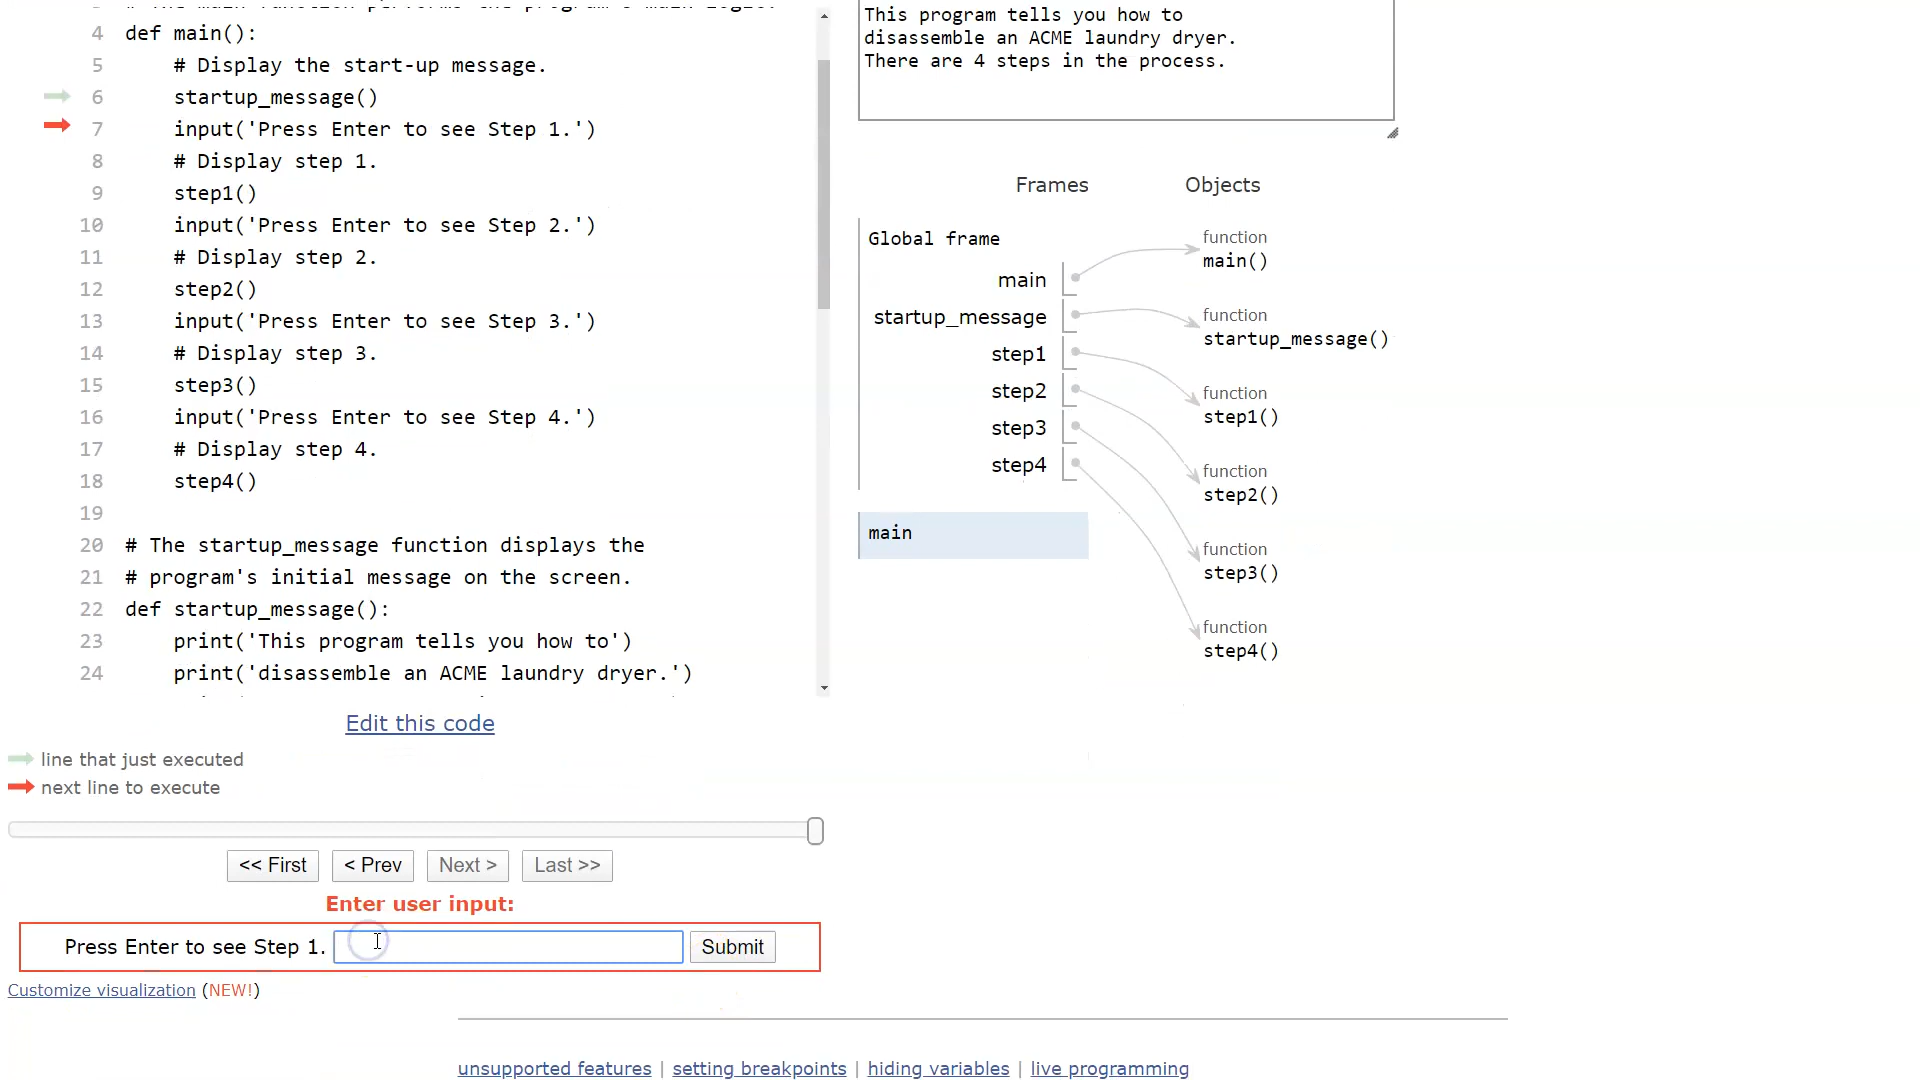 4 def main():
5 # Display the start-up message.
6 startup_message()
7 input('Press Enter to see Step 1.')
8 # Display step 1.
9 step1()
10 input('Press Enter to see Step 2.')
11 # Display step 2.
12 step2()
13 input('Press Enter to see Step 3.')
14 # Display step 3.
15 step3()
16 input('Press Enter to see Step 4.')
17 # Display step 4.
18 step4()
19
20 # The startup_message function displays the
21 # program's initial message on the screen.
22 def startup_message():
23 print('This program tells you how to')
24 print('disassemble an ACME laundry dryer.')
Edit this code
line that just executed
next line to execute
<< First < Prev Next > Last >>
Enter user input:
Press Enter to see Step 1. Submit
Customize visualization (NEW!)
This program tells you how to
disassemble an ACME laundry dryer.
There are 4 steps in the process.
Frames Objects
Global frame
main
startup_message
step1
step2
step3
step4
main
function
main()
function
startup_message()
function
step1()
function
step2()
function
step3()
function
step4()
unsupported features | setting breakpoints | hiding variables | live programming